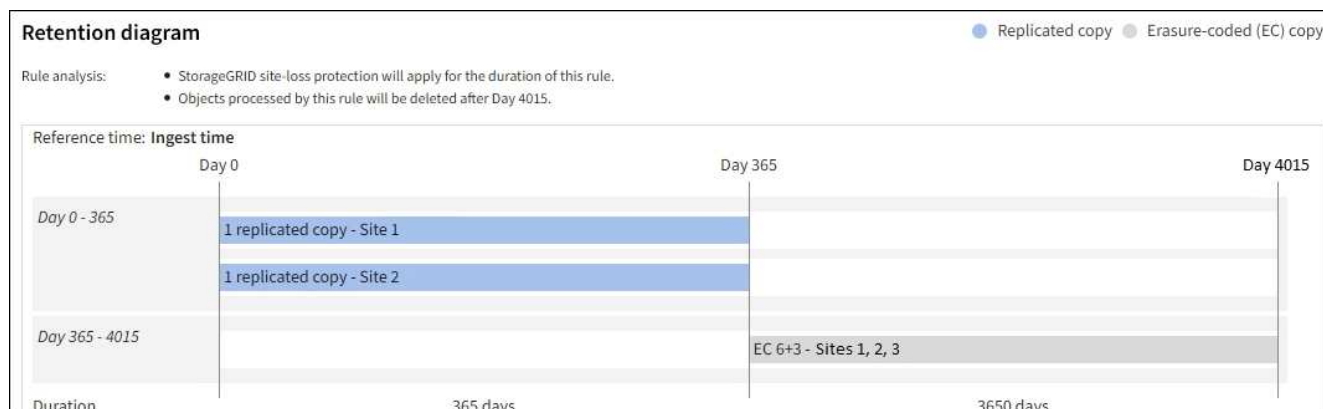 Retention diagram
Replicated copy Erasure-coded (EC) copy
Rule analysis: • StorageGRID site-loss protection will apply for the duration of this rule.
• Objects processed by this rule will be deleted after Day 4015.
Reference time: Ingest time
Day 0 Day 365 Day 4015
Day 0 - 365
1 replicated copy - Site 1
1 replicated copy - Site 2
Day 365 - 4015
EC 6+3 - Sites 1, 2, 3
Duration 365 days 3650 days